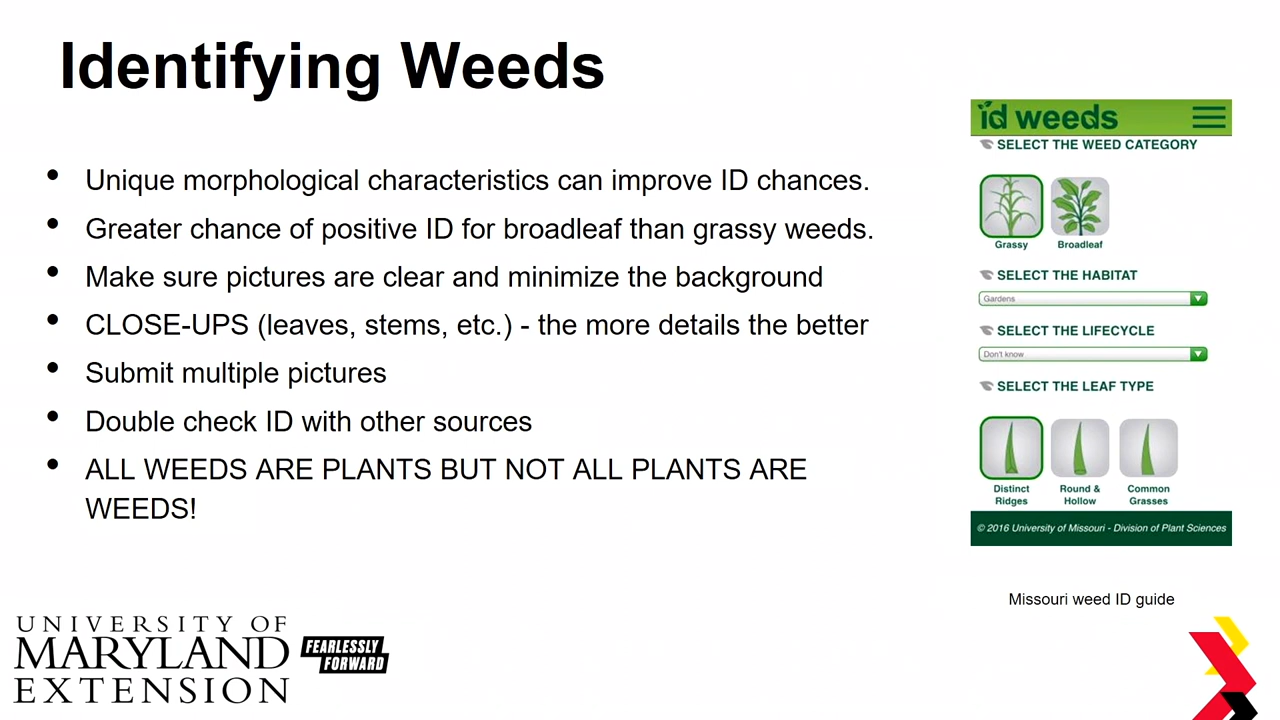 Identifying Weeds
• Unique morphological characteristics can improve ID chances.
• Greater chance of positive ID for broadleaf than grassy weeds.
• Make sure pictures are clear and minimize the background
• CLOSE-UPS (leaves, stems, etc.) - the more details the better
• Submit multiple pictures
• Double check ID with other sources
• ALL WEEDS ARE PLANTS BUT NOT ALL PLANTS ARE
WEEDS!
id weeds
SELECT THE WEED CATEGORY
Grassy Broadleaf
SELECT THE HABITAT
Gardens
SELECT THE LIFECYCLE
Don't know
SELECT THE LEAF TYPE
Distinct Round & Common
Ridges Hollow Grasses
© 2016 University of Missouri - Division of Plant Sciences
Missouri weed ID guide
UNIVERSITY OF
MARYLAND
EXTENSION
FEARLESSLY
FORWARD